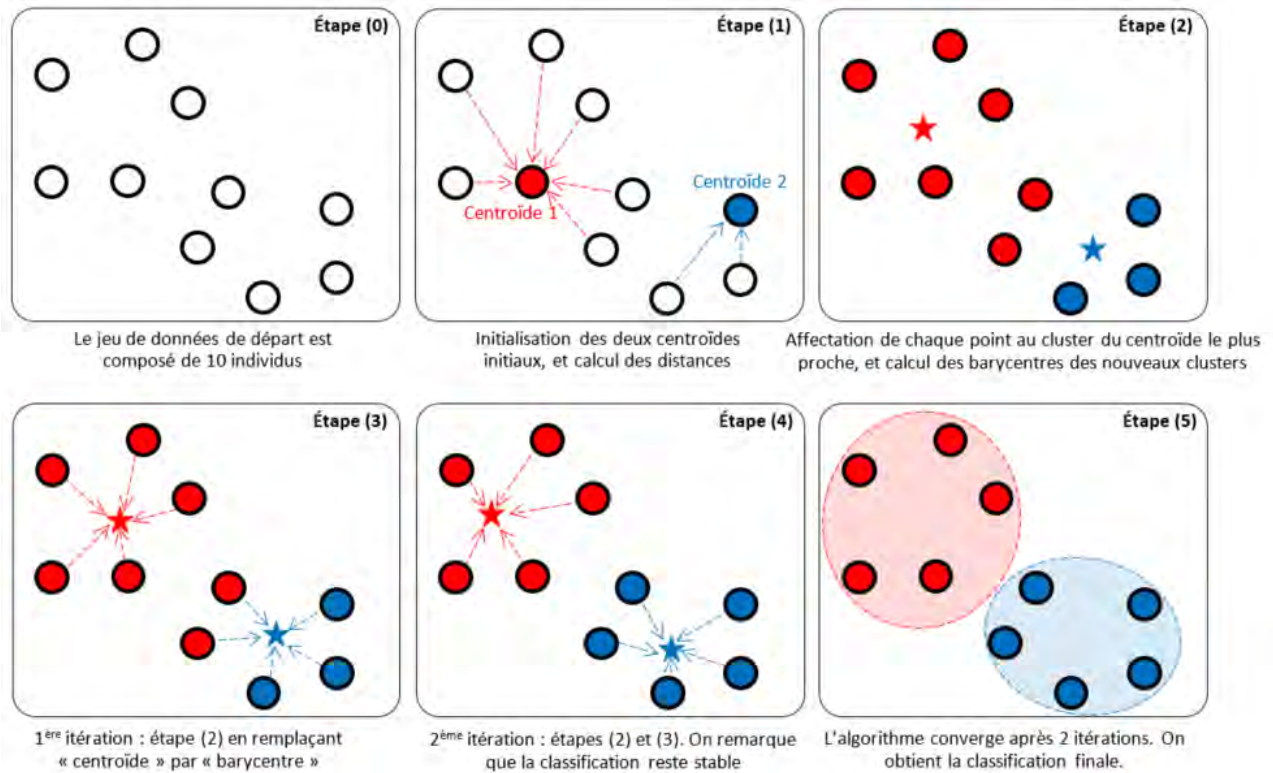 Étape (0)
Étape (1)
Étape (2)
Centroïde 2
Centroïde 1
Le jeu de données de départ est
composé de 10 individus
Initialisation des deux centroïdes
initiaux, et calcul des distances
Affectation de chaque point au cluster du centroïde le plus
proche, et calcul des barycentres des nouveaux clusters
Étape (3)
Étape (4)
Étape (5)
1ère itération : étape (2) en remplaçant
« centroïde » par « barycentre »
2ème itération : étapes (2) et (3). On remarque
que la classification reste stable
L'algorithme converge après 2 itérations. On
obtient la classification finale.